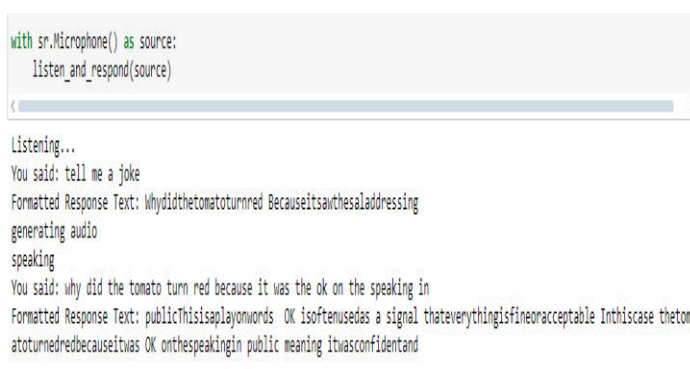 with sr.Microphone() as source:
listen_and_respond(source)
Listening...
You said: tell me a joke
Formatted Response Text: Whydidthetomatoturnred Becauseitsawthesaladdressing
generating audio
speaking
You said: why did the tomato turn red because it was the ok on the speaking in
Formatted Response Text: publicThisisaplayonwords  OK isoftenusedas a signal thateverythingisfineoracceptable Inthiscase thetom
atoturnedredbecauseitwas OK onthespeakingin public meaning itwasconfidentand